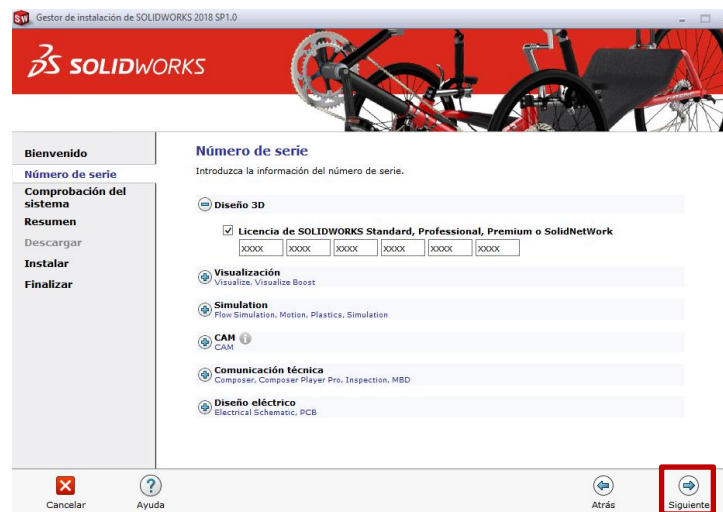 Gestor de instalación de SOLIDWORKS 2018 SP1.0
SOLIDWORKS
Bienvenido
Número de serie
Comprobación del
sistema
Resumen
Descargar
Instalar
Finalizar
Número de serie
Introduzca la información del número de serie.
Diseño 3D
Licencia de SOLIDWORKS Standard, Professional, Premium o SolidNetWork
xxxx xxxx xxxx xxxx xxxx xxxx
Visualización
Visualize, Visualize Boost
Simulation
Flow Simulation, Motion, Plastics, Simulation
CAM
CAM
Comunicación técnica
Composer, Composer Player Pro, Inspection, MBD
Diseño eléctrico
Electrical Schematic, PCB
Cancelar
Ayuda
Atrás
Siguiente